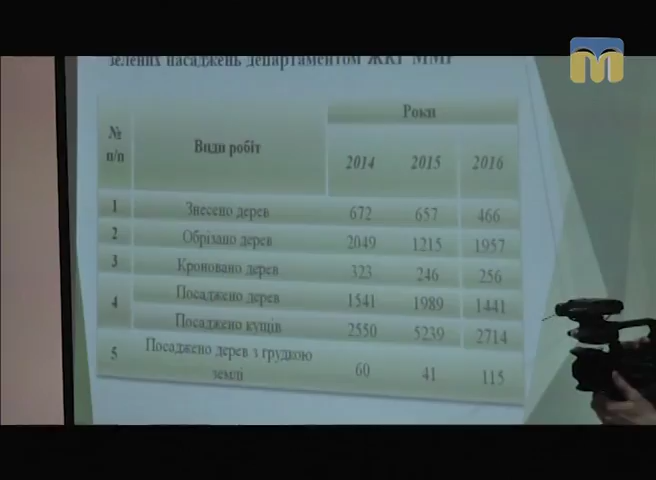 зелених насаджень департаментом ЖКГ ММР
№ п/п Види робіт Роки
2014 2015 2016
1 Знесено дерев 672 657 466
2 Обрізано дерев 2049 1215 1957
3 Кроновано дерев 323 246 256
4 Посаджено дерев 1541 1989 1441
Посаджено кущів 2550 5239 2714
5 Посаджено дерев з грудкою
землі 60 41 115